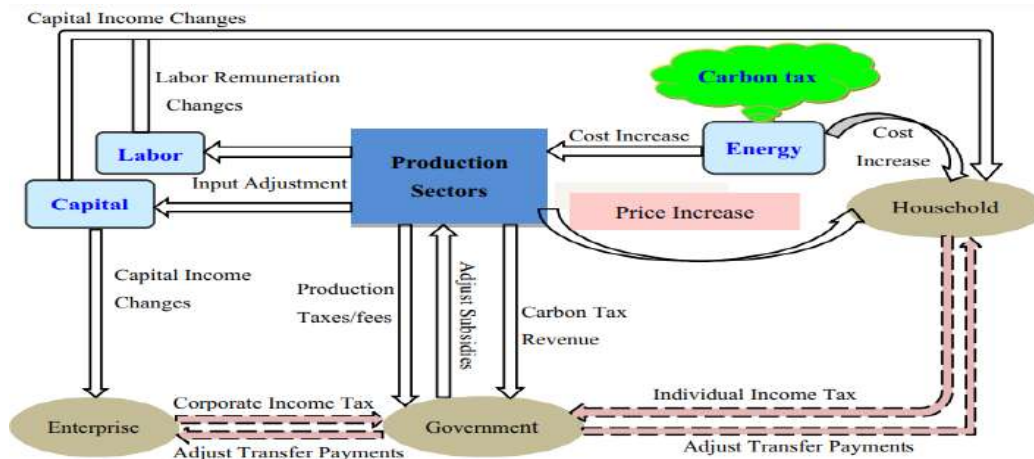 Capital Income Changes
Carbon tax
Labor Remuneration
Changes
Cost Increase
Energy
Cost
Increase
Labor
Production
Sectors
Input Adjustment
Capital
Price Increase
Household
Capital Income
Changes
Production
Taxes/fees
Adjust Subsidies
Carbon Tax
Revenue
Corporate Income Tax
Individual Income Tax
Enterprise
Government
Adjust Transfer Payments
Adjust Transfer Payments